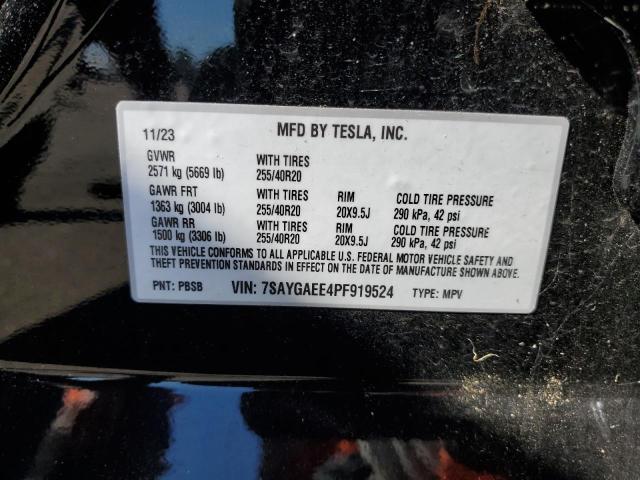 11/23 MFD BY TESLA, INC.
GVWR WITH TIRES
2571 kg (5669 lb) 255/40R20
GAWR FRT WITH TIRES RIM COLD TIRE PRESSURE
1363 kg (3004 lb) 255/40R20 20X9.5J 290 kPa, 42 psi
GAWR RR WITH TIRES RIM COLD TIRE PRESSURE
1500 kg (3306 lb) 255/40R20 20X9.5J 290 kPa, 42 psi
THIS VEHICLE CONFORMS TO ALL APPLICABLE U.S. FEDERAL MOTOR VEHICLE SAFETY AND
THEFT PREVENTION STANDARDS IN EFFECT ON THE DATE OF MANUFACTURE SHOWN ABOVE.
PNT: PBSB VIN: 7SAYGAEE4PF919524 TYPE: MPV